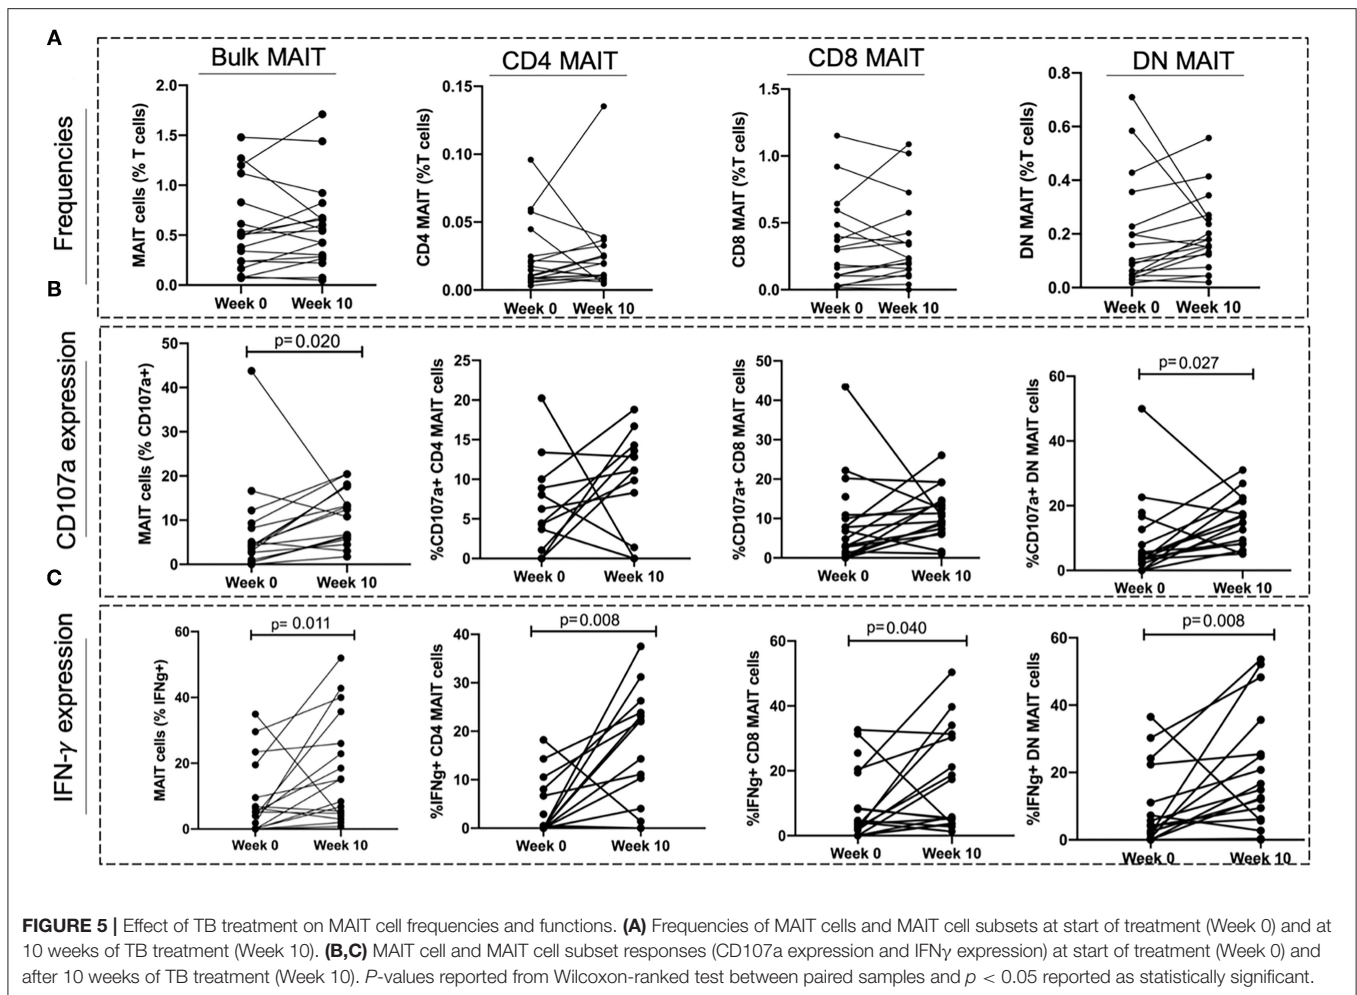 A
Bulk MAIT
CD4 MAIT
CD8 MAIT
DN MAIT
Frequencies
MAIT cells (% T cells)
2.0
1.5
1.0
0.5
0.0
Week 0 Week 10
CD4 MAIT (%T cells)
0.15
0.10
0.05
0.00
Week 0 Week 10
CD8 MAIT (%T cells)
1.5
1.0
0.5
0.0
Week 0 Week 10
DN MAIT (%T cells)
0.8
0.6
0.4
0.2
0.0
Week 0 Week 10
B
CD107a expression
MAIT cells (% CD107a+)
50
40
30
20
10
0
p= 0.020
Week 0 Week 10
%CD107a+ CD4 MAIT cells
25
20
15
10
5
0
Week 0 Week 10
%CD107a+ CD8 MAIT cells
50
40
30
20
10
0
Week 0 Week 10
%CD107a+ DN MAIT cells
60
40
20
0
p= 0.027
Week 0 Week 10
C
IFN-γ expression
MAIT cells (% IFNg+)
60
40
20
0
p= 0.011
Week 0 Week 10
%IFNg+ CD4 MAIT cells
40
30
20
10
0
p= 0.008
Week 0 Week 10
%IFNg+ CD8 MAIT cells
60
40
20
0
p=0.040
Week 0 Week 10
%IFNg+ DN MAIT cells
60
40
20
0
p= 0.008
Week 0 Week 10
FIGURE 5 | Effect of TB treatment on MAIT cell frequencies and functions. (A) Frequencies of MAIT cells and MAIT cell subsets at start of treatment (Week 0) and at
10 weeks of TB treatment (Week 10). (B,C) MAIT cell and MAIT cell subset responses (CD107a expression and IFNγ expression) at start of treatment (Week 0) and
after 10 weeks of TB treatment (Week 10). P-values reported from Wilcoxon-ranked test between paired samples and p < 0.05 reported as statistically significant.